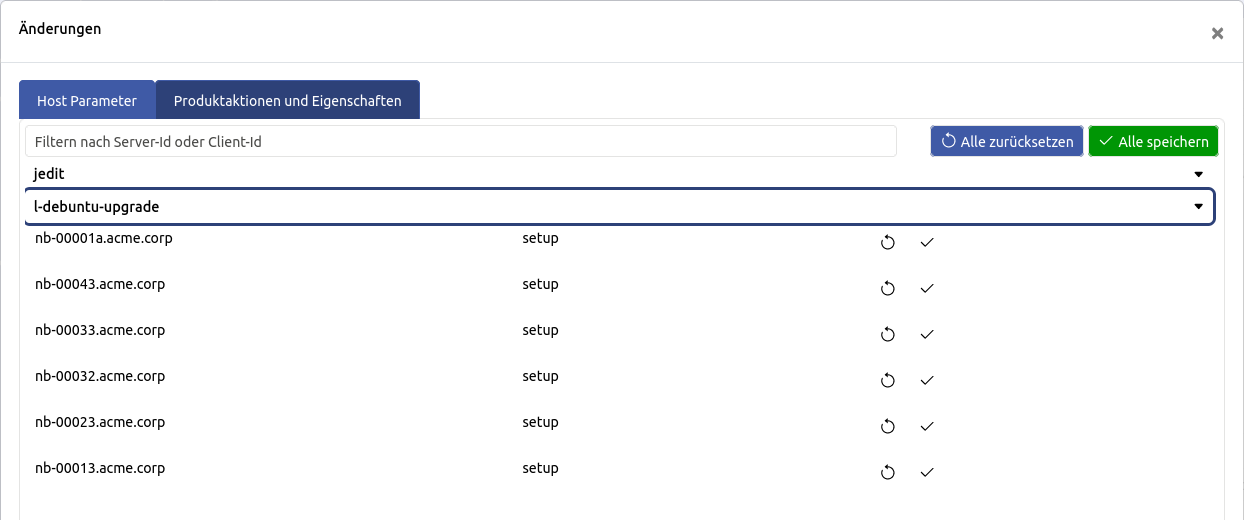 Änderungen
Host Parameter
Produktaktionen und Eigenschaften
Filtern nach Server-Id oder Client-Id
Alle zurücksetzen
Alle speichern
jedit
l-debuntu-upgrade
nb-00001a.acme.corp setup
nb-00043.acme.corp setup
nb-00033.acme.corp setup
nb-00032.acme.corp setup
nb-00023.acme.corp setup
nb-00013.acme.corp setup